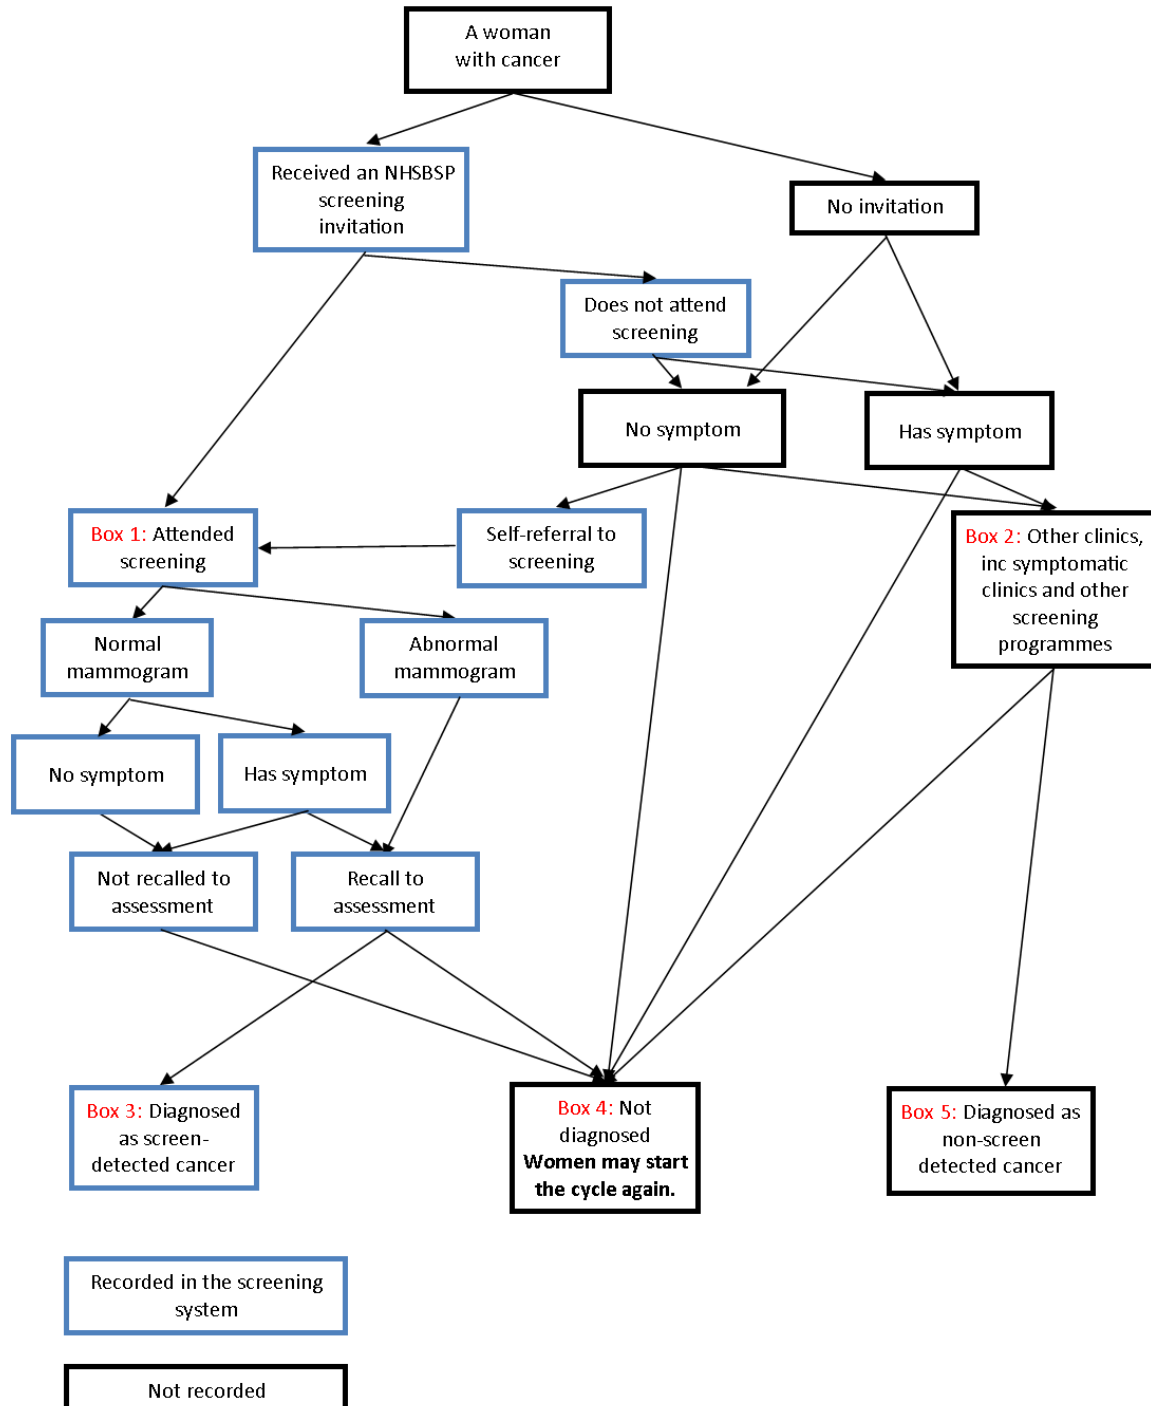 A woman
with cancer
Received an NHSBSP
screening
invitation
No invitation
Does not attend
screening
No symptom
Has symptom
Box 1: Attended
screening
Self-referral to
screening
Box 2: Other clinics,
inc symptomatic
clinics and other
screening
programmes
Normal
mammogram
Abnormal
mammogram
No symptom
Has symptom
Not recalled to
assessment
Recall to
assessment
Box 3: Diagnosed
as screen-
detected cancer
Box 4: Not
diagnosed
Women may start
the cycle again.
Box 5: Diagnosed as
non-screen
detected cancer
Recorded in the screening
system
Not recorded